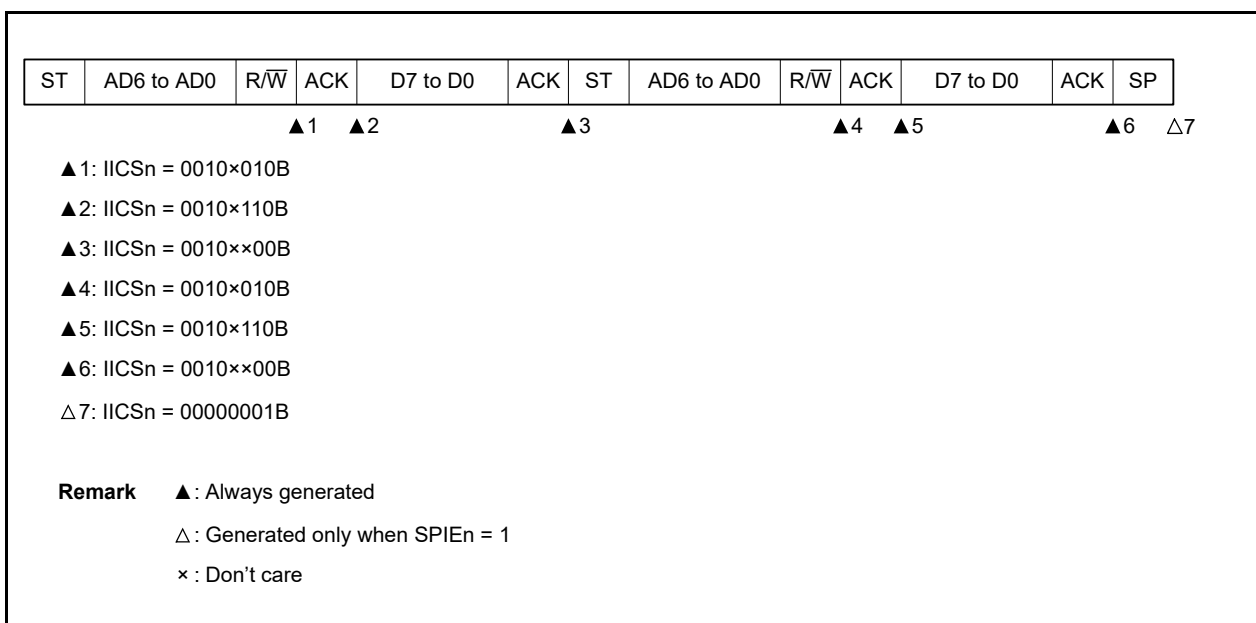 ST AD6 to AD0 R/W̅ ACK D7 to D0 ACK ST AD6 to AD0 R/W̅ ACK D7 to D0 ACK SP
▲1 ▲2 ▲3 ▲4 ▲5 ▲6 △7
▲1: IICSn = 0010×010B
▲2: IICSn = 0010×110B
▲3: IICSn = 0010××00B
▲4: IICSn = 0010×010B
▲5: IICSn = 0010×110B
▲6: IICSn = 0010××00B
△7: IICSn = 00000001B
Remark ▲: Always generated
△: Generated only when SPIEn = 1
×: Don't care